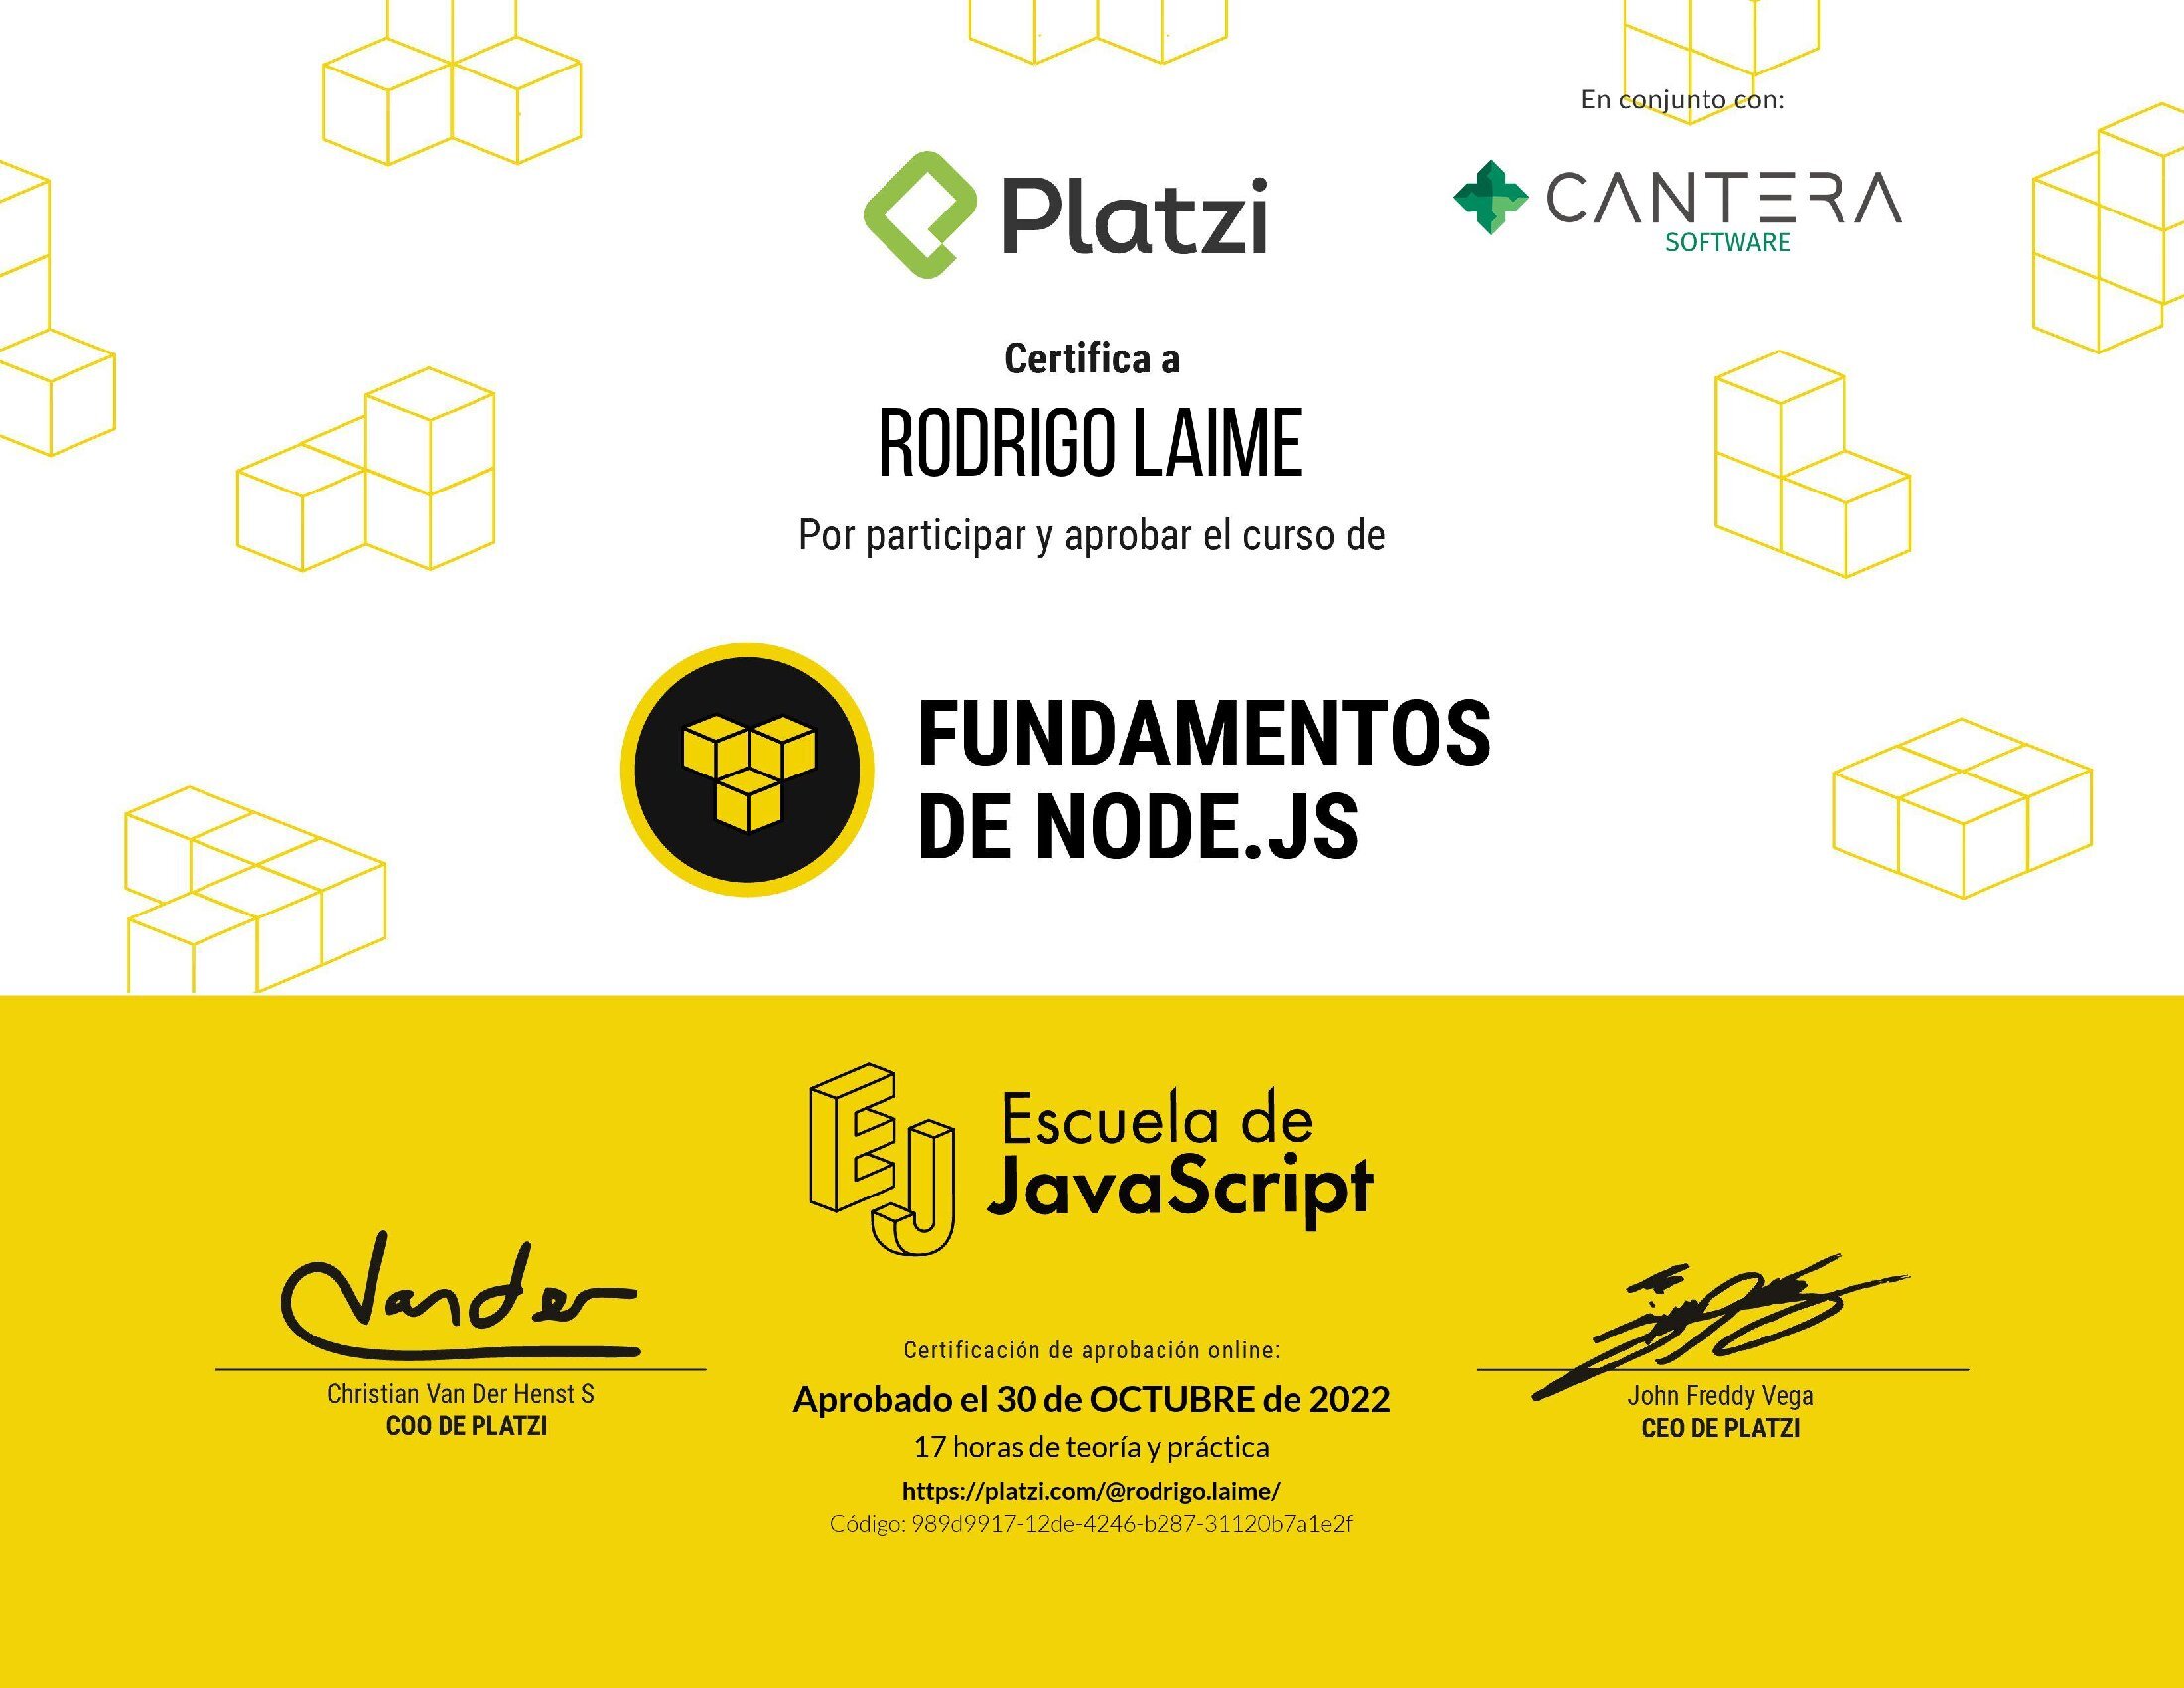 En conjunto con:
Platzi
CANTERA
SOFTWARE
Certifica a
RODRIGO LAIME
Por participar y aprobar el curso de
FUNDAMENTOS
DE NODE.JS
EJ
Escuela de
JavaScript
Vander
Christian Van Der Henst S
COO DE PLATZI
Certificación de aprobación online:
Aprobado el 30 de OCTUBRE de 2022
17 horas de teoría y práctica
https://platzi.com/@rodrigo.laime/
Código: 989d9917-12de-4246-b287-31120b7a1e2f
John Freddy Vega
CEO DE PLATZI